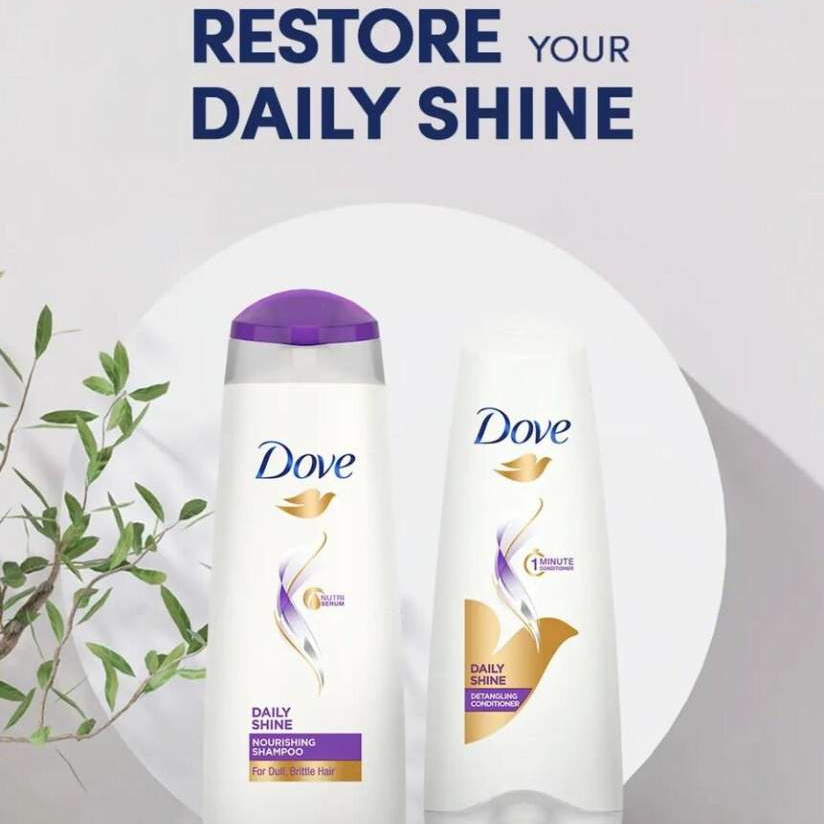 RESTORE YOUR
DAILY SHINE
Dove
NUTRI
SERUM
DAILY
SHINE
NOURISHING
SHAMPOO
For Dull, Brittle Hair
Dove
1 MINUTE
CONDITIONER
DAILY
SHINE
DETANGLING
CONDITIONER